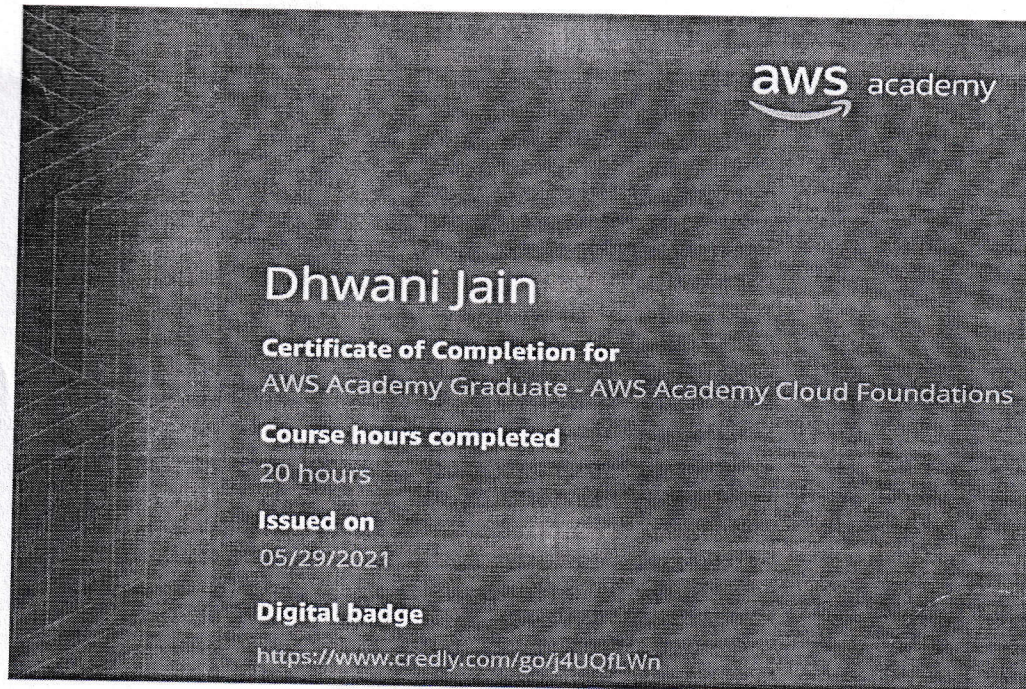 aws academy
Dhwani Jain
Certificate of Completion for
AWS Academy Graduate - AWS Academy Cloud Foundations
Course hours completed
20 hours
Issued on
05/29/2021
Digital badge
https://www.credly.com/go/j4UQfLWn